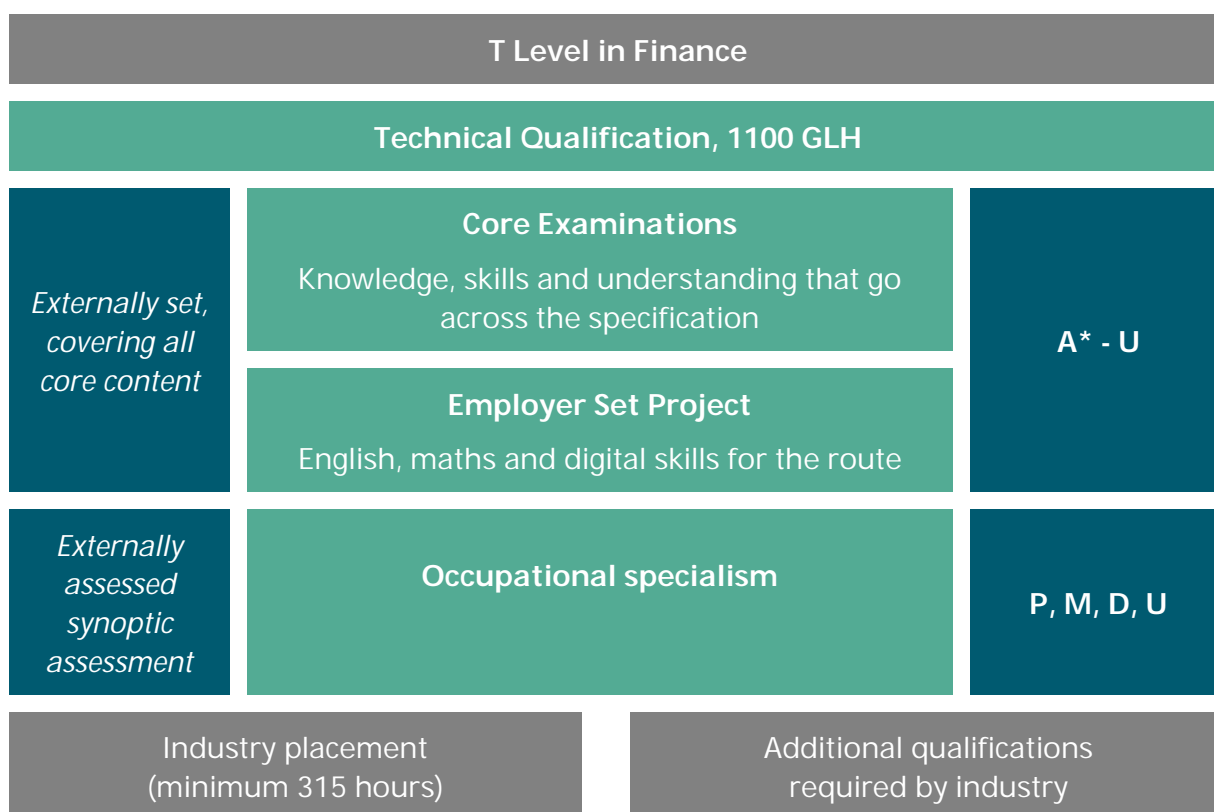 T Level in Finance
Technical Qualification, 1100 GLH
Externally set,
covering all
core content
Core Examinations
Knowledge, skills and understanding that go
across the specification
Employer Set Project
English, maths and digital skills for the route
A* - U
Externally
assessed
synoptic
assessment
Occupational specialism
P, M, D, U
Industry placement
(minimum 315 hours)
Additional qualifications
required by industry